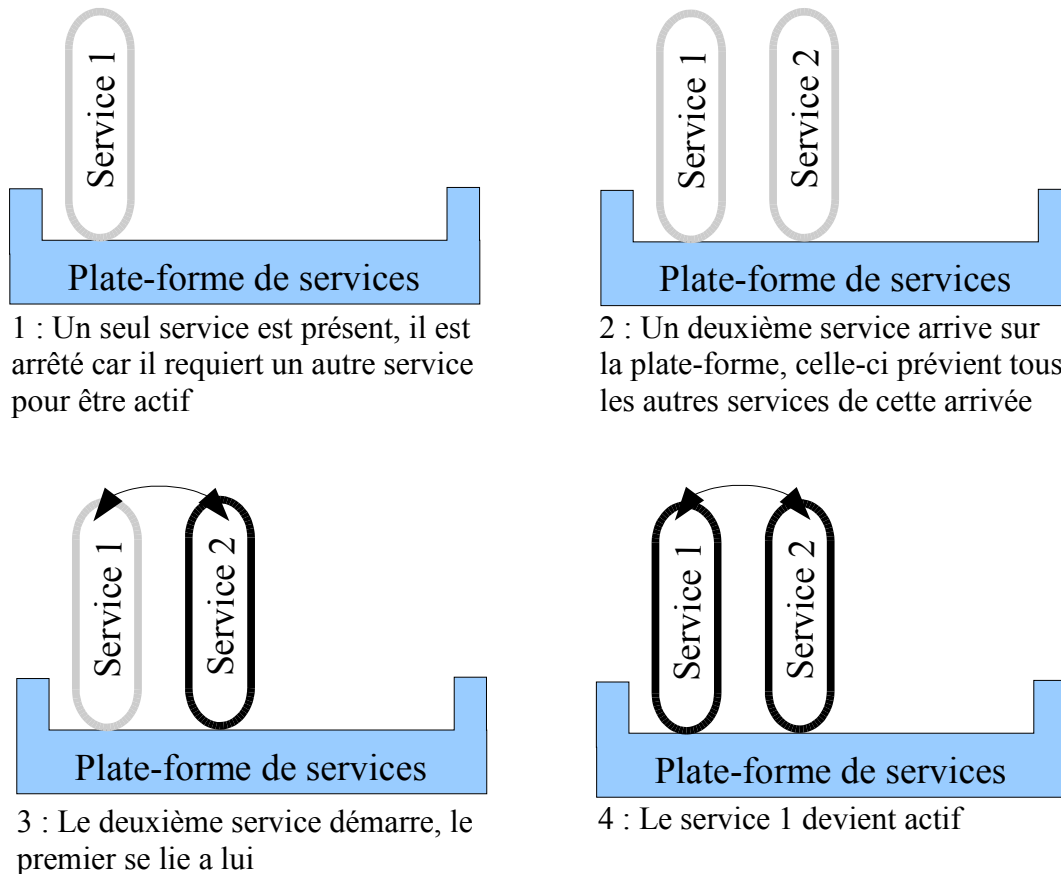 Service 1
Plate-forme de services
1 : Un seul service est présent, il est
arrêté car il requiert un autre service
pour être actif
Service 1
Service 2
Plate-forme de services
2 : Un deuxième service arrive sur
la plate-forme, celle-ci prévient tous
les autres services de cette arrivée
Service 1
Service 2
Plate-forme de services
3 : Le deuxième service démarre, le
premier se lie a lui
Service 1
Service 2
Plate-forme de services
4 : Le service 1 devient actif